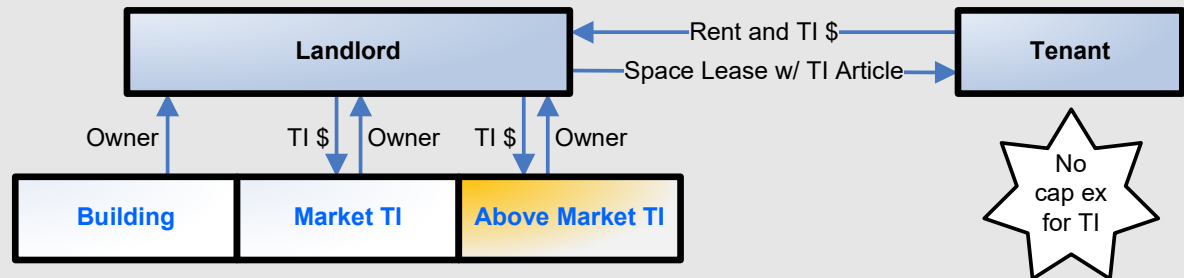 Landlord
Rent and TI $
Tenant
Space Lease w/ TI Article
Owner
TI $
Owner
TI $
Owner
Building
Market TI
Above Market TI
No
cap ex
for TI